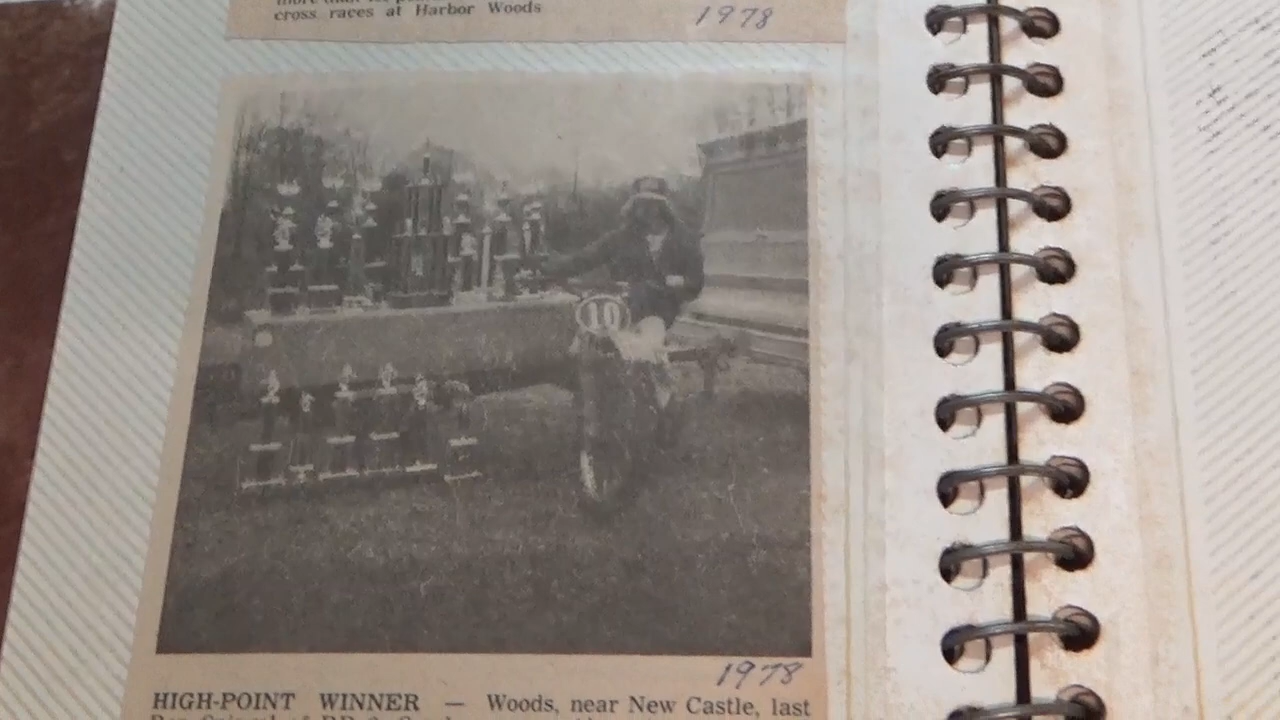 cross races at Harbor Woods
1978
10
1978
HIGH-POINT WINNER — Woods, near New Castle, last